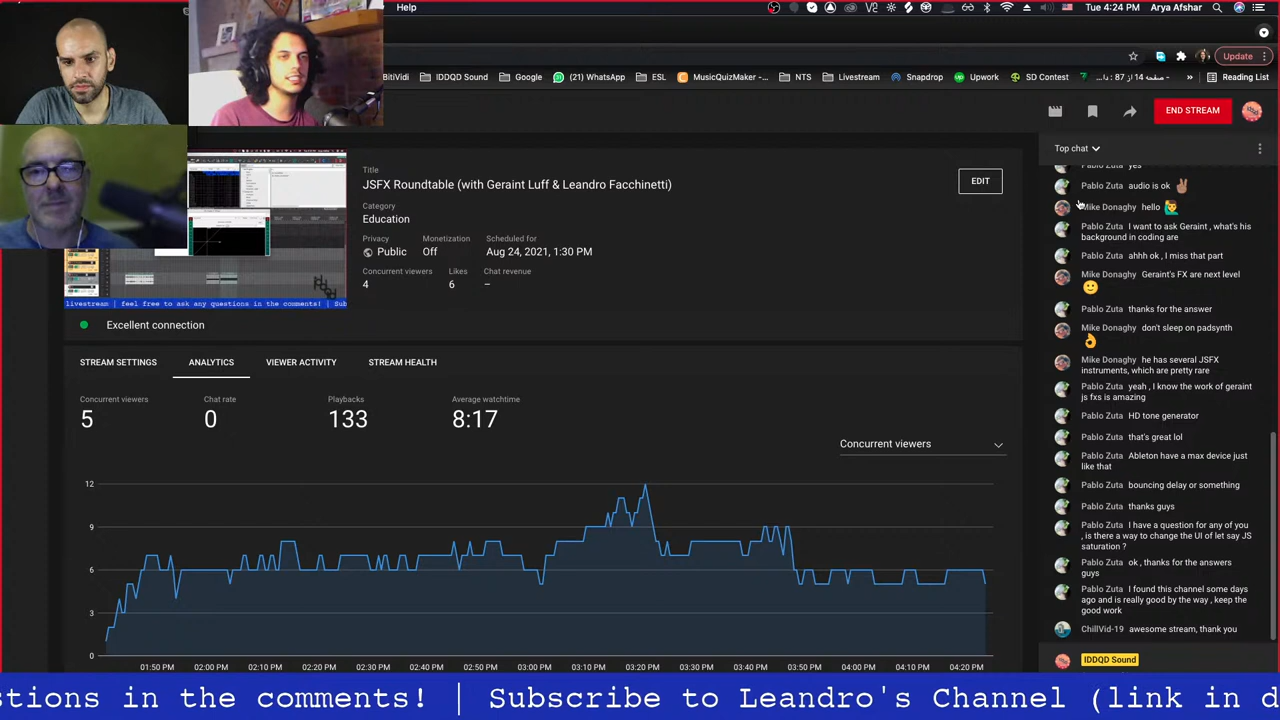 Help
Tue 4:24 PM Arya Afshar
Update
BitiVidi IDDQD Sound Google (21) WhatsApp ESL MusicQuizMaker -... NTS Livestream Snapdrop Upwork SD Contest Reading List
END STREAM
Title
JSFX Roundtable (with Geraint Luff & Leandro Facchinetti)
EDIT
Category
Education
Privacy Monetization Scheduled for
Public Off Aug 24, 2021, 1:30 PM
Concurrent viewers Likes Chat revenue
4 6 –
livestream | feel free to ask any questions in the comments! | Sub
Excellent connection
STREAM SETTINGS ANALYTICS VIEWER ACTIVITY STREAM HEALTH
Concurrent viewers Chat rate Playbacks Average watchtime
5 0 133 8:17
Concurrent viewers
12
9
6
3
0
01:50 PM 02:00 PM 02:10 PM 02:20 PM 02:30 PM 02:40 PM 02:50 PM 03:00 PM 03:10 PM 03:20 PM 03:30 PM 03:40 PM 03:50 PM 04:00 PM 04:10 PM 04:20 PM
Top chat
Pablo Zuta yes
Pablo Zuta audio is ok ✌🏽
Mike Donaghy hello 🙋‍♂️
Pablo Zuta I want to ask Geraint , what's his
background in coding are
Pablo Zuta ahhh ok , I miss that part
Mike Donaghy Geraint's FX are next level
🙂
Pablo Zuta thanks for the answer
Mike Donaghy don't sleep on padsynth
👌
Mike Donaghy he has several JSFX
instruments, which are pretty rare
Pablo Zuta yeah , I know the work of geraint
js fxs is amazing
Pablo Zuta HD tone generator
Pablo Zuta that's great lol
Pablo Zuta Ableton have a max device just
like that
Pablo Zuta bouncing delay or something
Pablo Zuta thanks guys
Pablo Zuta I have a question for any of you
, is there a way to change the UI of let say JS
saturation ?
Pablo Zuta ok , thanks for the answers
guys
Pablo Zuta I found this channel some days
ago and is really good by the way , keep the
good work
ChillVid-19 awesome stream, thank you
IDDQD Sound
stions in the comments! | Subscribe to Leandro's Channel (link in d